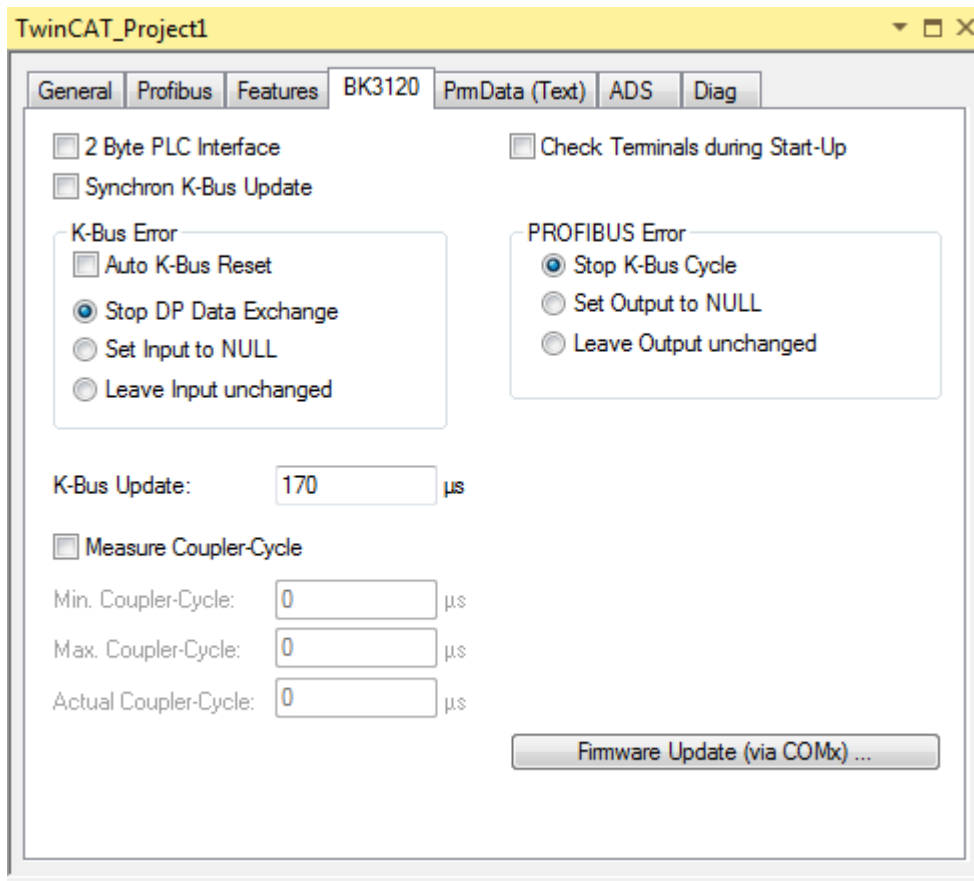 TwinCAT_Project1
General Profibus Features BK3120 PrmData (Text) ADS Diag
2 Byte PLC Interface
Check Terminals during Start-Up
Synchron K-Bus Update
K-Bus Error
Auto K-Bus Reset
Stop DP Data Exchange
Set Input to NULL
Leave Input unchanged
PROFIBUS Error
Stop K-Bus Cycle
Set Output to NULL
Leave Output unchanged
K-Bus Update: 170 µs
Measure Coupler-Cycle
Min. Coupler-Cycle: 0 µs
Max. Coupler-Cycle: 0 µs
Actual Coupler-Cycle: 0 µs
Firmware Update (via COMx) ...